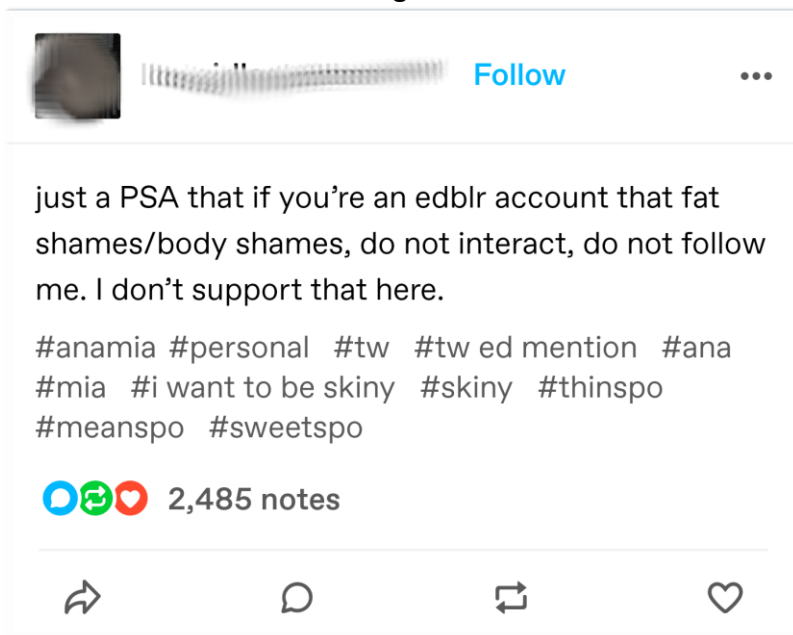 Follow
just a PSA that if you’re an edblr account that fat
shames/body shames, do not interact, do not follow
me. I don’t support that here.
#anamia #personal #tw #tw ed mention #ana
#mia #i want to be skiny #skiny #thinspo
#meanspo #sweetspo
2,485 notes